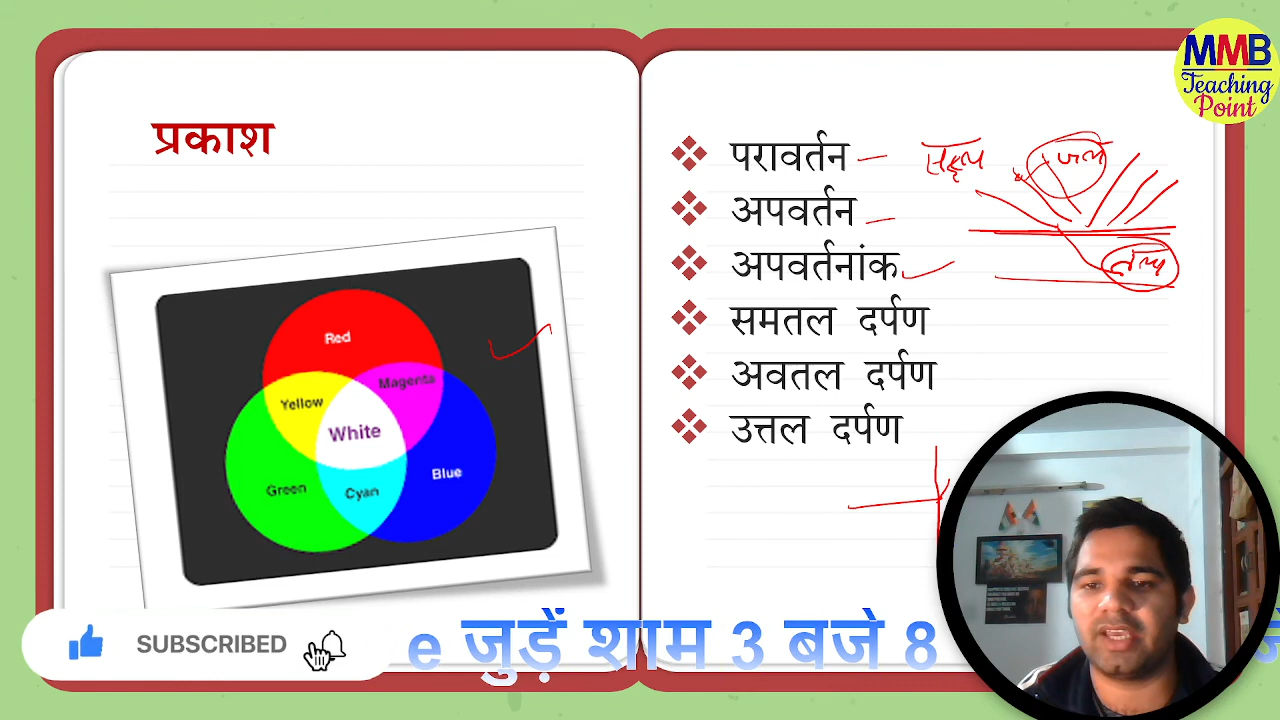 MMB
Teaching
Point
प्रकाश
Red
Magenta
Yellow
White
Green
Cyan
Blue
परावर्तन
अपवर्तन
अपवर्तनांक
समतल दर्पण
अवतल दर्पण
उत्तल दर्पण
जल
SUBSCRIBED
e जुड़ें शाम 3 बजे 8